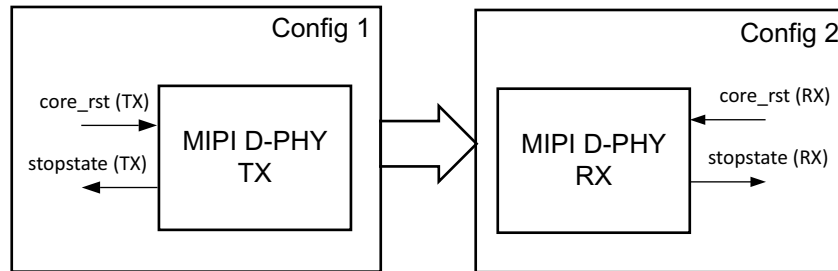 Config 1
core_rst (TX)
MIPI D-PHY
TX
stopstate (TX)
Config 2
MIPI D-PHY
RX
core_rst (RX)
stopstate (RX)